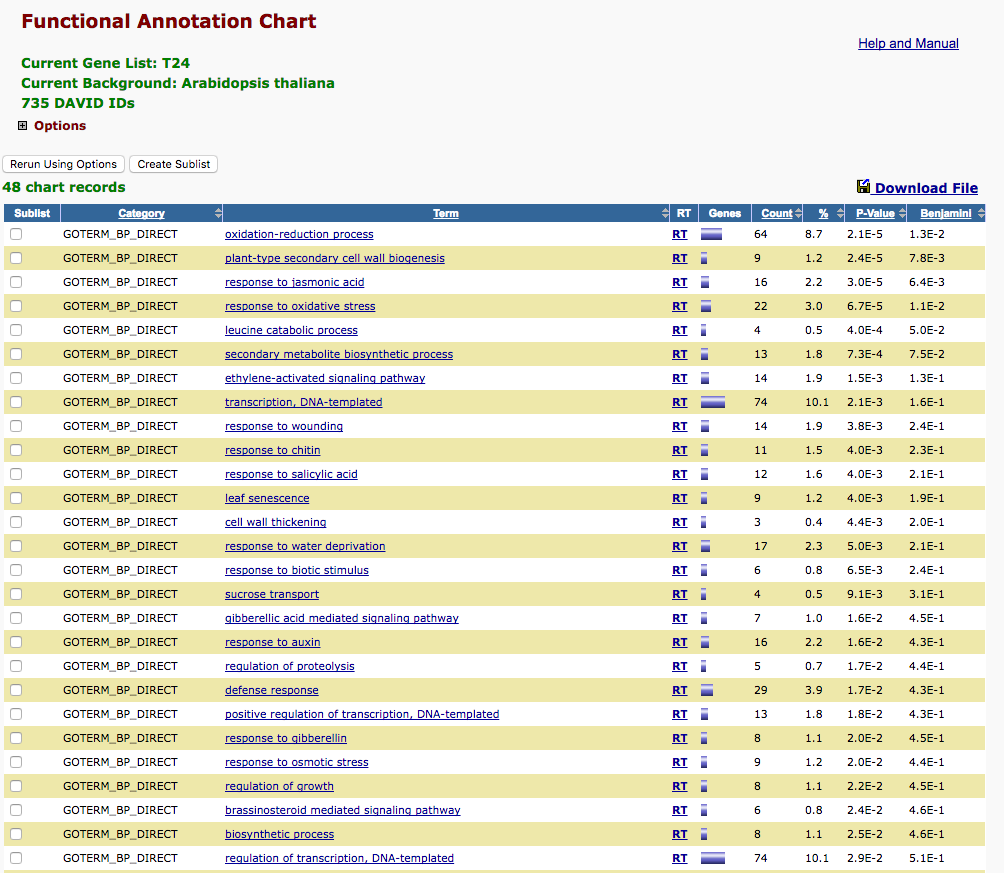 Functional Annotation Chart
Help and Manual
Current Gene List: T24
Current Background: Arabidopsis thaliana
735 DAVID IDs
Options
Rerun Using Options Create Sublist
48 chart records
Download File
Sublist Category Term RT Genes Count % P-Value Benjamini
GOTERM_BP_DIRECT oxidation-reduction process RT 64 8.7 2.1E-5 1.3E-2
GOTERM_BP_DIRECT plant-type secondary cell wall biogenesis RT 9 1.2 2.4E-5 7.8E-3
GOTERM_BP_DIRECT response to jasmonic acid RT 16 2.2 3.0E-5 6.4E-3
GOTERM_BP_DIRECT response to oxidative stress RT 22 3.0 6.7E-5 1.1E-2
GOTERM_BP_DIRECT leucine catabolic process RT 4 0.5 4.0E-4 5.0E-2
GOTERM_BP_DIRECT secondary metabolite biosynthetic process RT 13 1.8 7.3E-4 7.5E-2
GOTERM_BP_DIRECT ethylene-activated signaling pathway RT 14 1.9 1.5E-3 1.3E-1
GOTERM_BP_DIRECT transcription, DNA-templated RT 74 10.1 2.1E-3 1.6E-1
GOTERM_BP_DIRECT response to wounding RT 14 1.9 3.8E-3 2.4E-1
GOTERM_BP_DIRECT response to chitin RT 11 1.5 4.0E-3 2.3E-1
GOTERM_BP_DIRECT response to salicylic acid RT 12 1.6 4.0E-3 2.1E-1
GOTERM_BP_DIRECT leaf senescence RT 9 1.2 4.0E-3 1.9E-1
GOTERM_BP_DIRECT cell wall thickening RT 3 0.4 4.4E-3 2.0E-1
GOTERM_BP_DIRECT response to water deprivation RT 17 2.3 5.0E-3 2.1E-1
GOTERM_BP_DIRECT response to biotic stimulus RT 6 0.8 6.5E-3 2.4E-1
GOTERM_BP_DIRECT sucrose transport RT 4 0.5 9.1E-3 3.1E-1
GOTERM_BP_DIRECT gibberellic acid mediated signaling pathway RT 7 1.0 1.6E-2 4.5E-1
GOTERM_BP_DIRECT response to auxin RT 16 2.2 1.6E-2 4.3E-1
GOTERM_BP_DIRECT regulation of proteolysis RT 5 0.7 1.7E-2 4.4E-1
GOTERM_BP_DIRECT defense response RT 29 3.9 1.7E-2 4.3E-1
GOTERM_BP_DIRECT positive regulation of transcription, DNA-templated RT 13 1.8 1.8E-2 4.3E-1
GOTERM_BP_DIRECT response to gibberellin RT 8 1.1 2.0E-2 4.5E-1
GOTERM_BP_DIRECT response to osmotic stress RT 9 1.2 2.0E-2 4.4E-1
GOTERM_BP_DIRECT regulation of growth RT 8 1.1 2.2E-2 4.5E-1
GOTERM_BP_DIRECT brassinosteroid mediated signaling pathway RT 6 0.8 2.4E-2 4.6E-1
GOTERM_BP_DIRECT biosynthetic process RT 8 1.1 2.5E-2 4.6E-1
GOTERM_BP_DIRECT regulation of transcription, DNA-templated RT 74 10.1 2.9E-2 5.1E-1